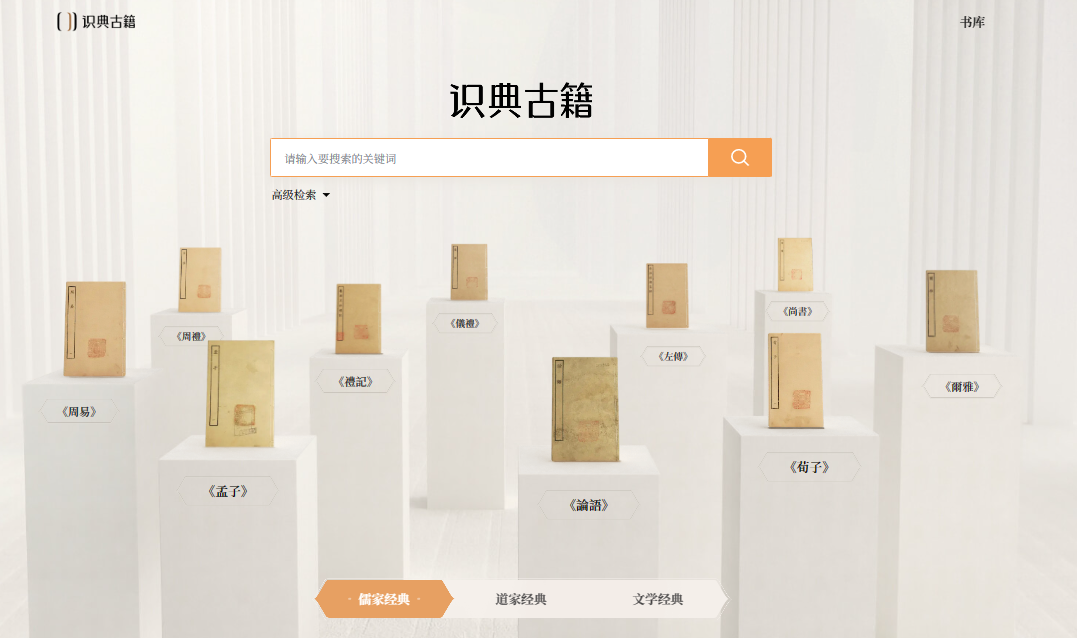 识典古籍
书库
识典古籍
请输入要搜索的关键词
高级检索
《尚書》
《儀禮》
《周禮》
《左傳》
《禮記》
《爾雅》
《周易》
《荀子》
《孟子》
《論語》
· 儒家经典 ·
道家经典
文学经典